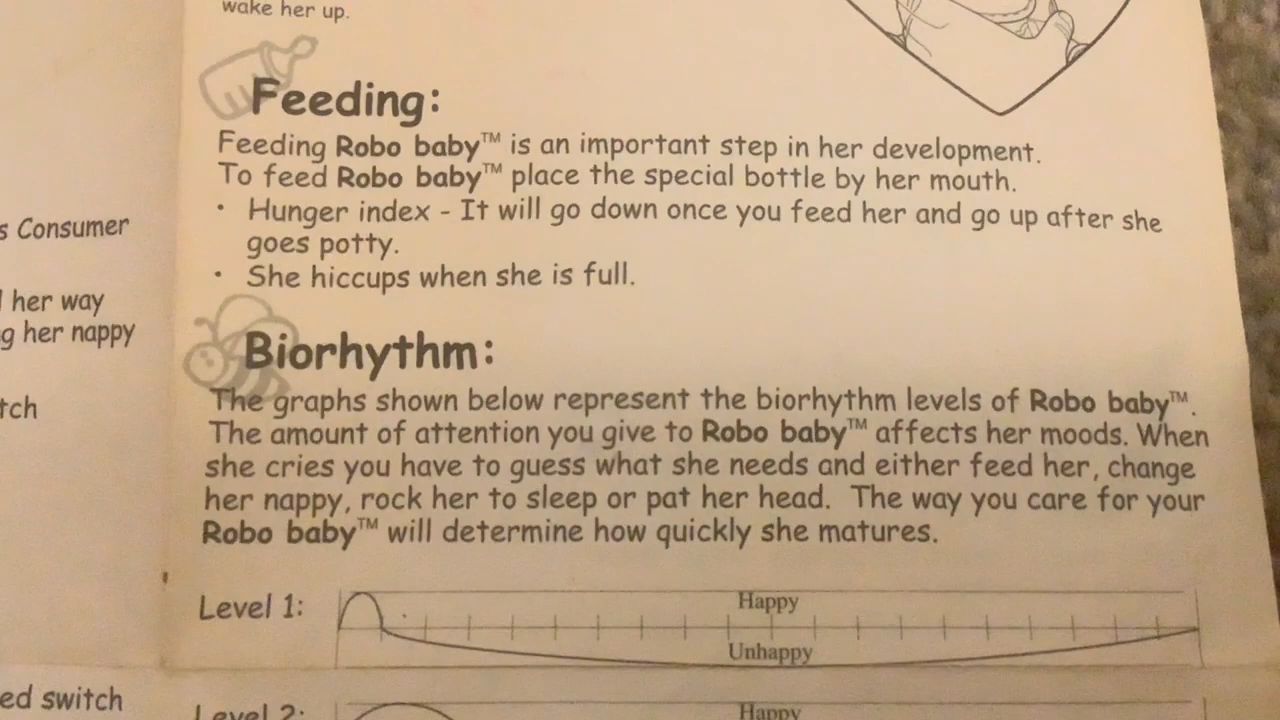 wake her up.
Feeding:
Feeding Robo baby™ is an important step in her development.
To feed Robo baby™ place the special bottle by her mouth.
• Hunger index - It will go down once you feed her and go up after she
goes potty.
• She hiccups when she is full.
Biorhythm:
The graphs shown below represent the biorhythm levels of Robo baby™.
The amount of attention you give to Robo baby™ affects her moods. When
she cries you have to guess what she needs and either feed her, change
her nappy, rock her to sleep or pat her head. The way you care for your
Robo baby™ will determine how quickly she matures.
Level 1:
Happy
Unhappy
Level 2:
Happy
s Consumer
her way
g her nappy
tch
ed switch